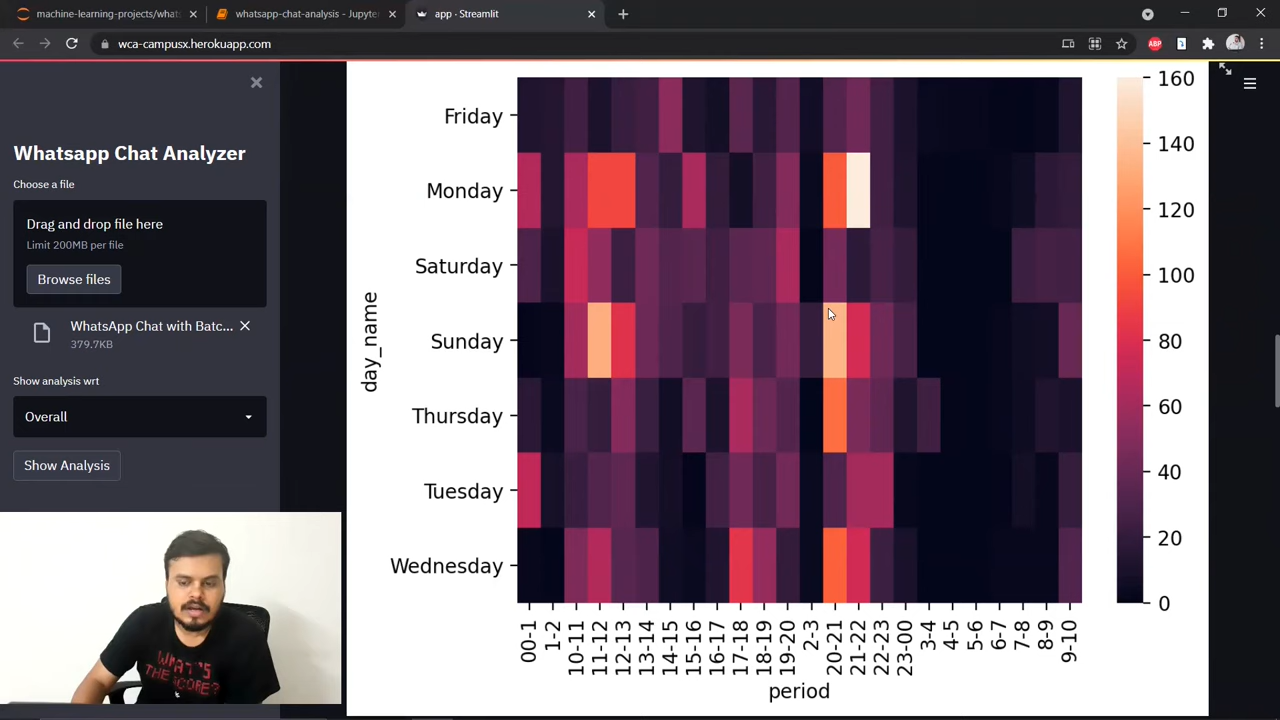 machine-learning-projects/whats
whatsapp-chat-analysis - Jupyte
app · Streamlit
wca-campusx.herokuapp.com
ABP
Whatsapp Chat Analyzer
Choose a file
Drag and drop file here
Limit 200MB per file
Browse files
WhatsApp Chat with Batc...
379.7KB
Show analysis wrt
Overall
Show Analysis
day_name
Friday
Monday
Saturday
Sunday
Thursday
Tuesday
Wednesday
00-1
1-2
10-11
11-12
12-13
13-14
14-15
15-16
16-17
17-18
18-19
19-20
2-3
20-21
21-22
22-23
23-00
3-4
4-5
5-6
6-7
7-8
8-9
9-10
period
160
140
120
100
80
60
40
20
0
WHAT'S
THE SCORE?